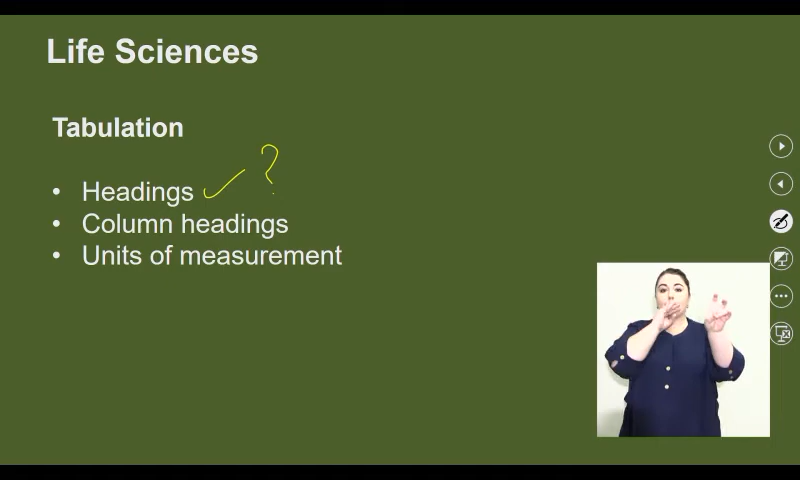 Life Sciences
Tabulation
• Headings ✓ ?
• Column headings
• Units of measurement